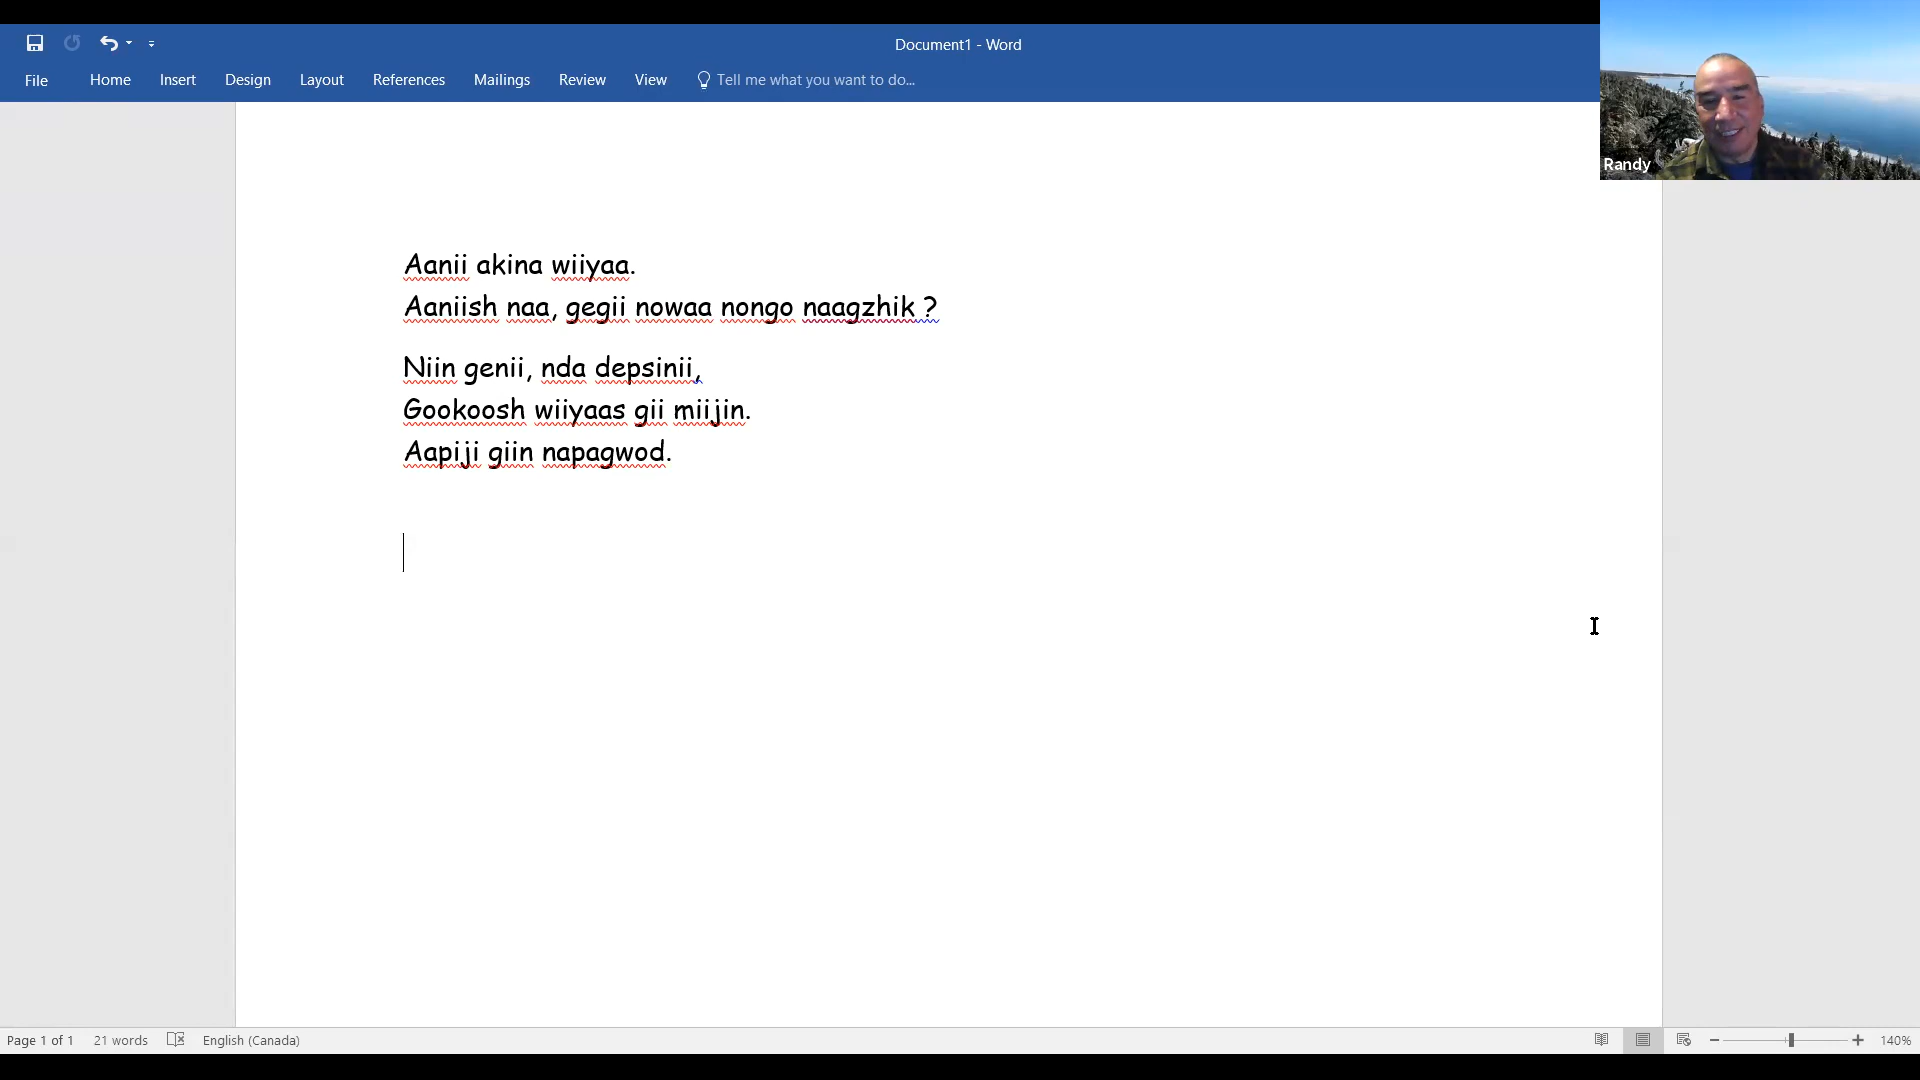 Document1 - Word
File Home Insert Design Layout References Mailings Review View Tell me what you want to do...
Randy
Aanii akina wiiyaa.
Aaniish naa, gegii nowaa nongo naagzhik ?
Niin genii, nda depsinii,
Gookoosh wiiyaas gii miijin.
Aapiji giin napagwod.
Page 1 of 1 21 words English (Canada) 140%